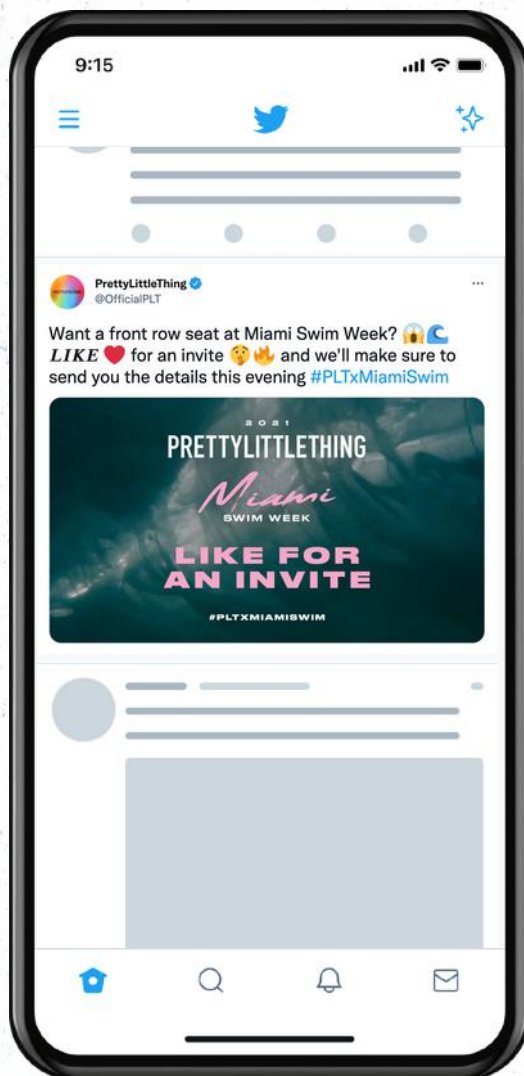 9:15
PrettyLittleThing
@OfficialPLT
Want a front row seat at Miami Swim Week? 😱🌊
LIKE ❤️ for an invite 🤫🔥 and we'll make sure to
send you the details this evening #PLTxMiamiSwim
2021
PRETTYLITTLETHING
Miami
SWIM WEEK
LIKE FOR
AN INVITE
#PLTXMIAMISWIM